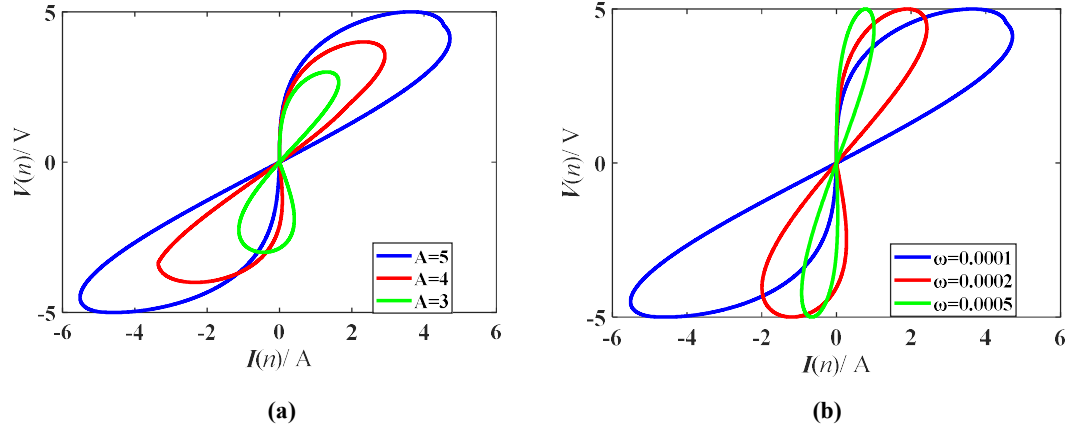 5
0
-5
V(n)/ V
-6
-4
-2
0
2
4
6
I(n)/ A
A=5
A=4
A=3
(a)
5
0
-5
V(n)/ V
-6
-4
-2
0
2
4
6
I(n)/ A
ω=0.0001
ω=0.0002
ω=0.0005
(b)